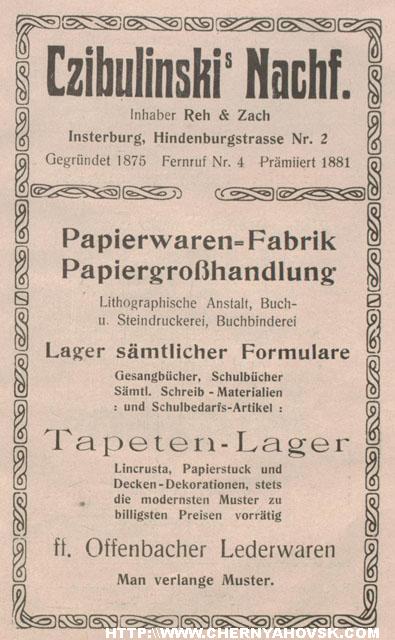 Czibulinski's Nachf.
Inhaber Reh & Zach
Insterburg, Hindenburgstrasse Nr. 2
Gegründet 1875 Fernruf Nr. 4 Prämiiert 1881
Papierwaren=Fabrik
Papiergroßhandlung
Lithographische Anstalt, Buch-
u. Steindruckerei, Buchbinderei
Lager sämtlicher Formulare
Gesangbücher, Schulbücher
Sämtl. Schreib-Materialien
: und Schulbedarfs-Artikel :
Tapeten-Lager
Lincrusta, Papierstuck und
Decken-Dekorationen, stets
die modernsten Muster zu
billigsten Preisen vorrätig
ff. Offenbacher Lederwaren
Man verlange Muster.
HTTP:\\WWW.CHERNYAHOVSK.COM